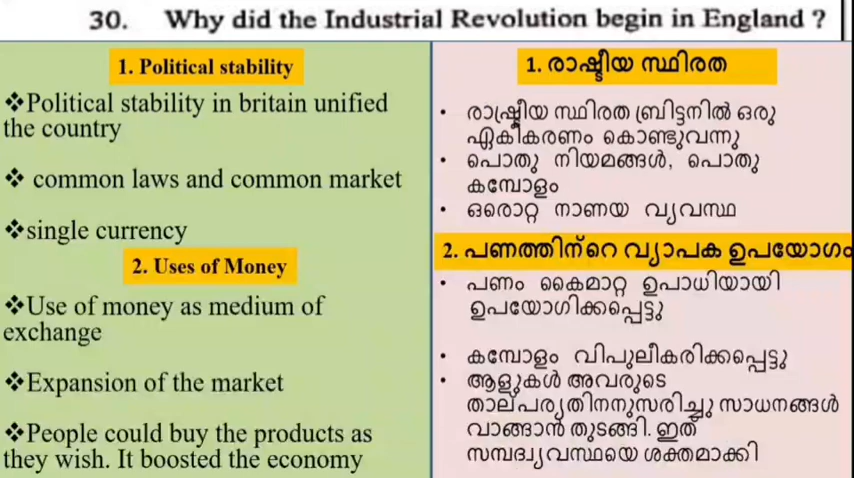 30. Why did the Industrial Revolution begin in England ?
1. Political stability
❖Political stability in britain unified
the country
❖ common laws and common market
❖single currency
2. Uses of Money
❖Use of money as medium of
exchange
❖Expansion of the market
❖People could buy the products as
they wish. It boosted the economy
1. രാഷ്ട്രീയ സ്ഥിരത
• രാഷ്ട്രീയ സ്ഥിരത ബ്രിട്ടനിൽ ഒരു
ഏകീകരണം കൊണ്ടുവന്നു
• പൊതു നിയമങ്ങൾ, പൊതു
കമ്പോളം
• ഒരൊറ്റ നാണയ വ്യവസ്ഥ
2. പണത്തിന്റെ വ്യാപക ഉപയോഗം
• പണം കൈമാറ്റ ഉപാധിയായി
ഉപയോഗിക്കപ്പെട്ടു
• കമ്പോളം വിപുലീകരിക്കപ്പെട്ടു
• ആളുകൾ അവരുടെ
താല്പര്യതിനനുസരിച്ചു സാധനങ്ങൾ
വാങ്ങാൻ തുടങ്ങി. ഇത്
സമ്പദ്വ്യവസ്ഥയെ ശക്തമാക്കി